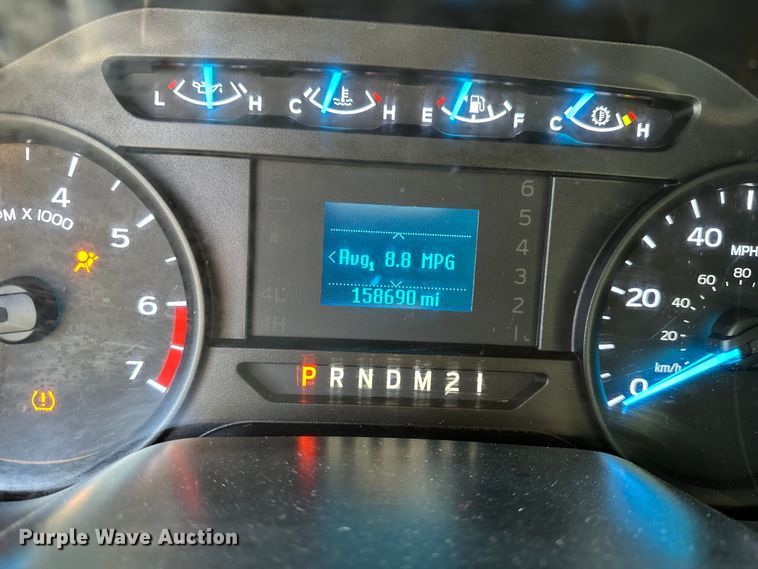 L H C H E F C H
4
PM X 1000
5
6
7
6
5
4
3
2
1
4L
4H
<Avg1 8.8 MPG
158690 mi
P R N D M 2 1
40 MPH
60 80
20 40
20
km/h
0
Purple Wave Auction